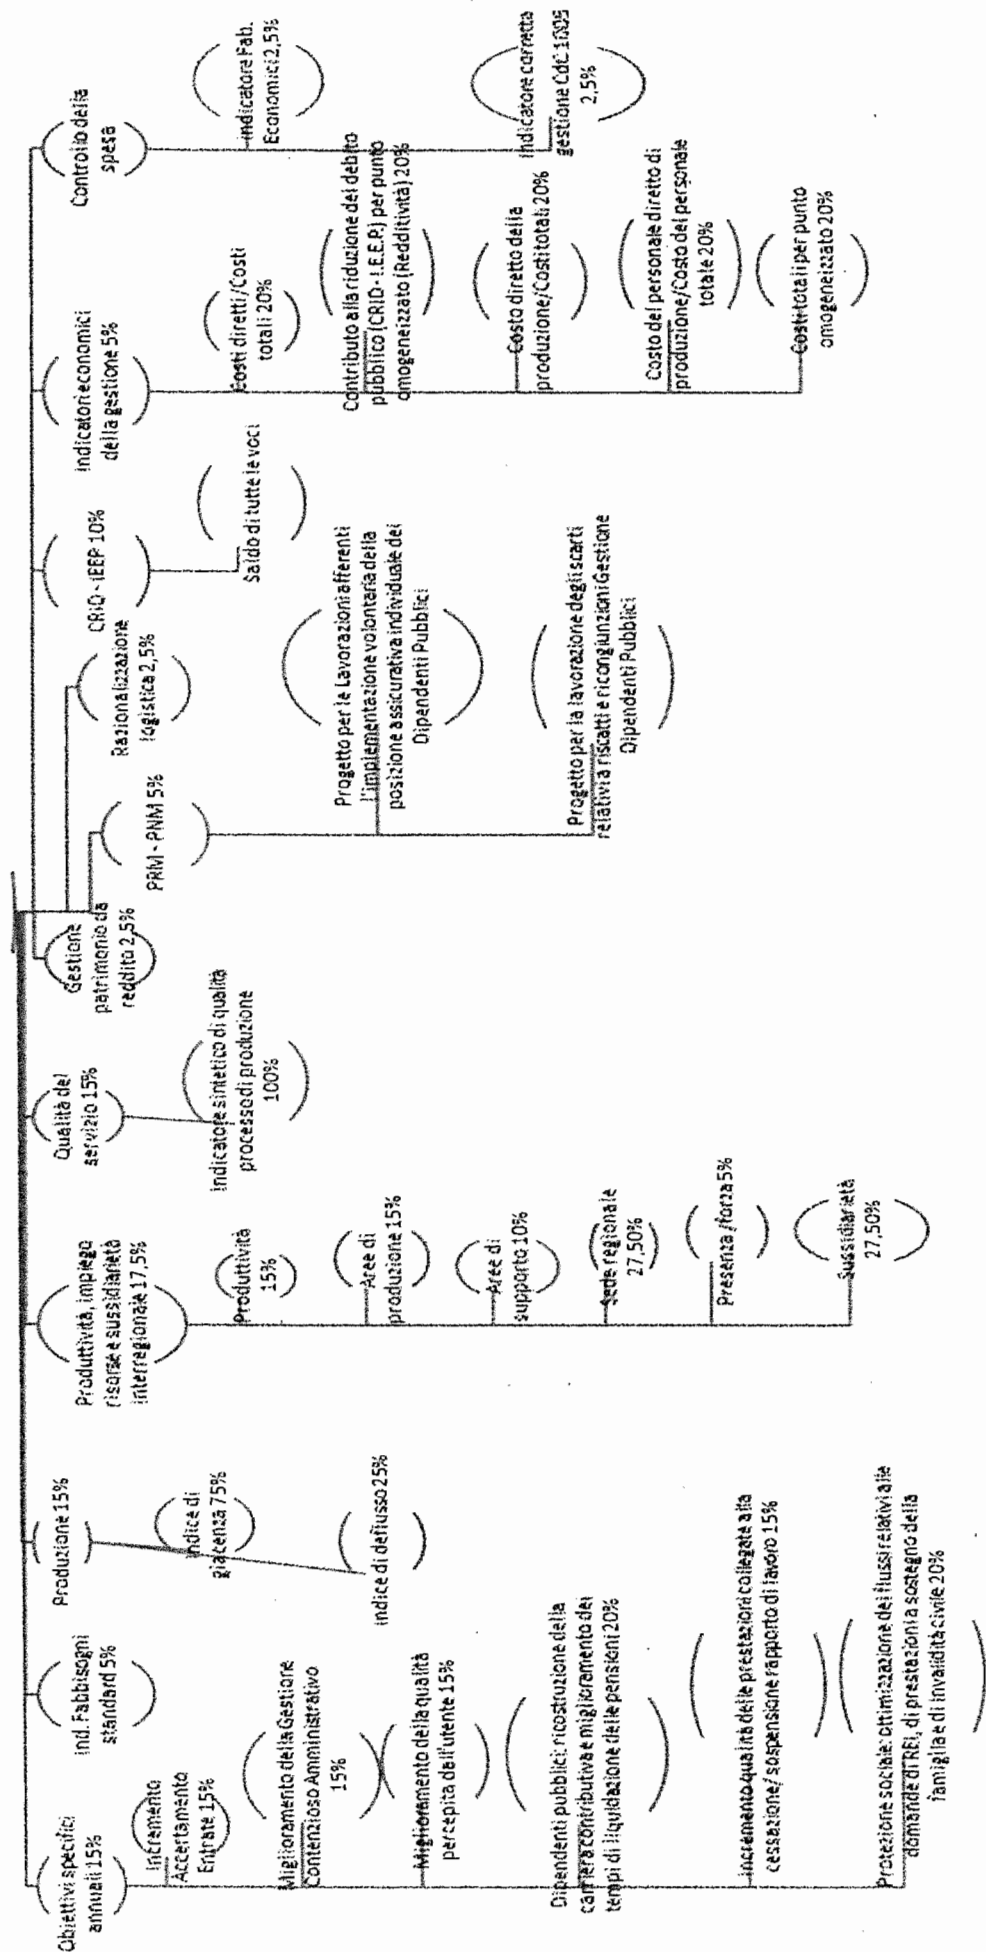 Obiettivi specifici
annuali 15%
Incremento
Accertamento
Entrate 15%
Miglioramento della Gestione
Contenzioso Amministrativo
15%
Miglioramento della qualità
percepita dall'utente 15%
Dipendenti pubblici: ricostruzione della
carriera contributiva e miglioramento dei
tempi di liquidazione delle pensioni 20%
incremento qualità delle prestazioni collegate alla
cessazione/ sospensione rapporto di lavoro 15%
Protezione sociale: ottimizzazione dei flussi relativi alle
domande di REI, di prestazioni a sostegno della
famiglia e di invalidità civile 20%
ind. Fabbisogni
standard 5%
Produzione 15%
indice di
giacenza 75%
indice di deflusso 25%
Produttività, impiego
risorse e sussidiarietà
interregionale 17,5%
Produttività
15%
Aree di
produzione 15%
Aree di
supporto 10%
Sede regionale
27,50%
Presenza /forza 5%
Sussidiarietà
27,50%
Qualità del
servizio 15%
indicatore sintetico di qualità
processo di produzione
100%
Gestione
patrimonio da
reddito 2,5%
PRM - PNM 5%
Progetto per le Lavorazioni afferenti
l'implementazione volontaria della
posizione assicurativa individuale dei
Dipendenti Pubblici
Progetto per la lavorazione degli scarti
relativi a riscatti e ricongiunzioni Gestione
Dipendenti Pubblici
Razionalizzazione
logistica 2,5%
CRID - IEEP 10%
Saldo di tutte le voci
indicatori economici
della gestione 5%
Costi diretti/Costi
totali 20%
Contributo alla riduzione del debito
pubblico (CRID - I.E.E.P.) per punto
omogeneizzato (Redditività) 20%
Costo diretto della
produzione/Costi totali 20%
Costo del personale diretto di
produzione/Costo del personale
totale 20%
Costi totali per punto
omogeneizzato 20%
Controllo della
spesa
indicatore Fab.
Economici 2,5%
indicatore corretta
gestione CdC
2,5%